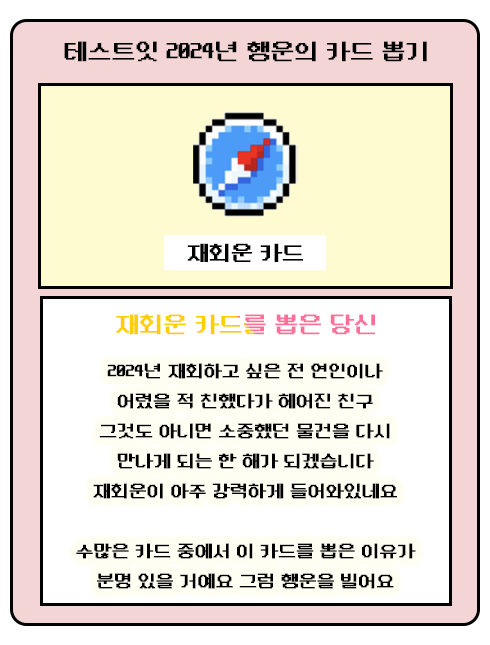 테스트잇 2024년 행운의 카드 뽑기
재회운 카드
재회운 카드를 뽑은 당신
2024년 재회하고 싶은 전 연인이나
어렸을 적 친했다가 헤어진 친구
그것도 아니면 소중했던 물건을 다시
만나게 되는 한 해가 되겠습니다
재회운이 아주 강력하게 들어와있네요
수많은 카드 중에서 이 카드를 뽑은 이유가
분명 있을 거예요 그럼 행운을 빌어요